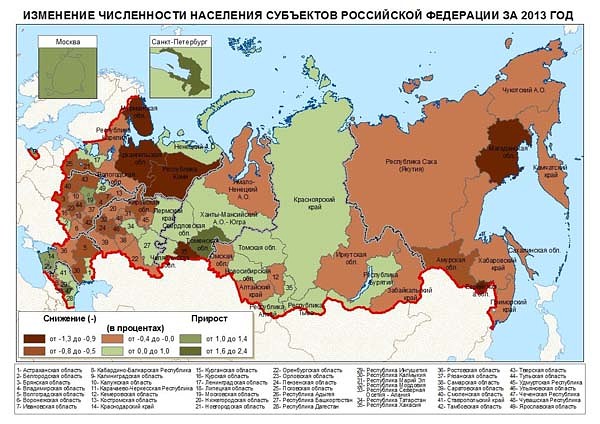 ИЗМЕНЕНИЕ ЧИСЛЕННОСТИ НАСЕЛЕНИЯ СУБЪЕКТОВ РОССИЙСКОЙ ФЕДЕРАЦИИ ЗА 2013 ГОД
Москва
Санкт-Петербург
Чукотский А.О.
Мурманская
обл.
Республика
Карелия
Ненецкий
Архангельская
обл.
Республика
Коми
Вологодская
обл.
Ямало-
Ненецкий
А.О.
Республика Саха
(Якутия)
Магаданская
обл.
Камчатский
край
Красноярский
край
Кировская
обл.
Пермский
край
Ханты-Мансийский
А.О.-Югра
Свердловская
обл.
Тюменская
обл.
Томская обл.
Омская
обл.
Новосибирская
обл.
Алтайский
край
Иркутская
обл.
Республика
Бурятия
Забайкальский
край
Амурская
обл.
Хабаровский
край
Сахалинская обл.
Приморский
край
Снижение (-)
Прирост
(в процентах)
от -1,3 до -0,9
от -0,4 до -0,0
от 1,0 до 1,4
от -0,8 до -0,5
от 0,0 до 1,0
от 1,6 до 2,4
1- Астраханская область
2- Белгородская область
3- Брянская область
4- Владимирская область
5- Волгоградская область
6- Воронежская область
7- Ивановская область
8- Кабардино-Балкарская Республика
9- Калининградская область
10- Калужская область
11- Карачаево-Черкесская Республика
12- Кемеровская область
13- Костромская область
14- Краснодарский край
15- Курганская область
16- Курская область
17- Ленинградская область
18- Липецкая область
19- Московская область
20- Нижегородская область
21- Новгородская область
22- Оренбургская область
23- Орловская область
24- Пензенская область
25- Псковская область
26- Республика Адыгея
27- Республика Башкортостан
28- Республика Дагестан
29- Республика Ингушетия
30- Республика Калмыкия
31- Республика Марий Эл
32- Республика Мордовия
33- Республика Северная
Осетия - Алания
34- Республика Татарстан
35- Республика Хакасия
36- Ростовская область
37- Рязанская область
38- Самарская область
39- Саратовская область
40- Смоленская область
41- Ставропольский край
42- Тамбовская область
43- Тверская область
44- Тульская область
45- Удмуртская Республика
46- Ульяновская область
47- Чеченская Республика
48- Чувашская Республика
49- Ярославская область